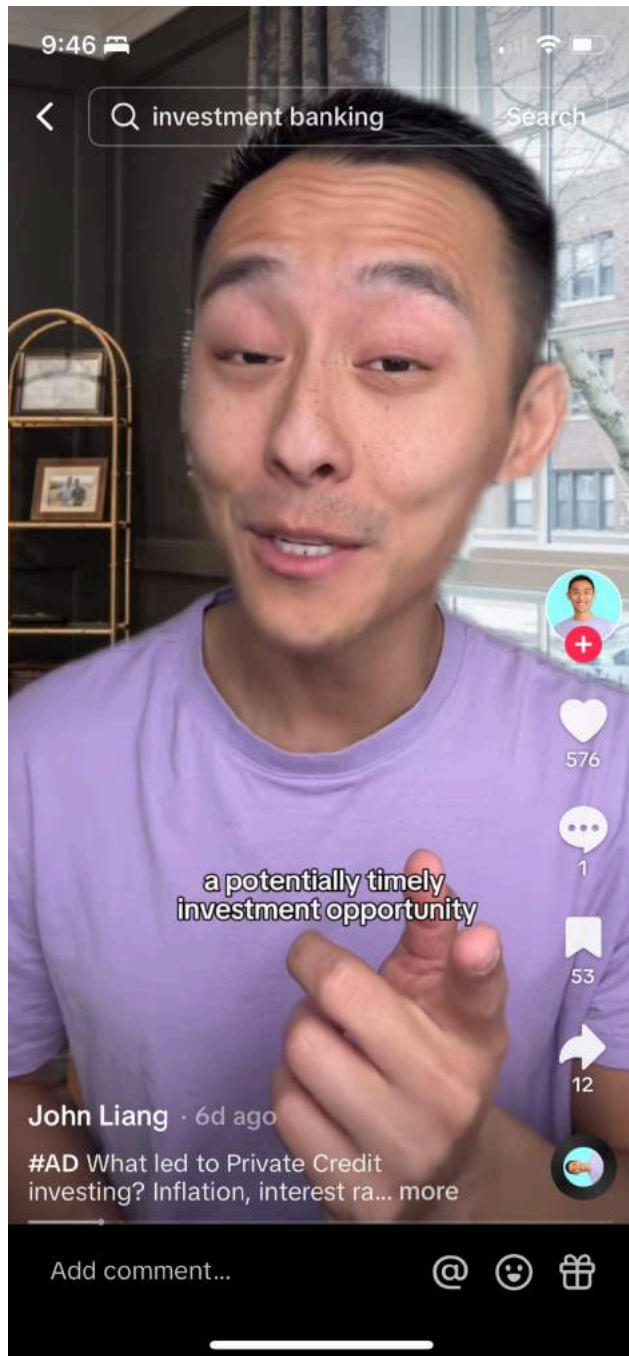 9:46
investment banking Search
576
a potentially timely
investment opportunity
1
53
12
John Liang · 6d ago
#AD What led to Private Credit
investing? Inflation, interest ra... more
Add comment...
@